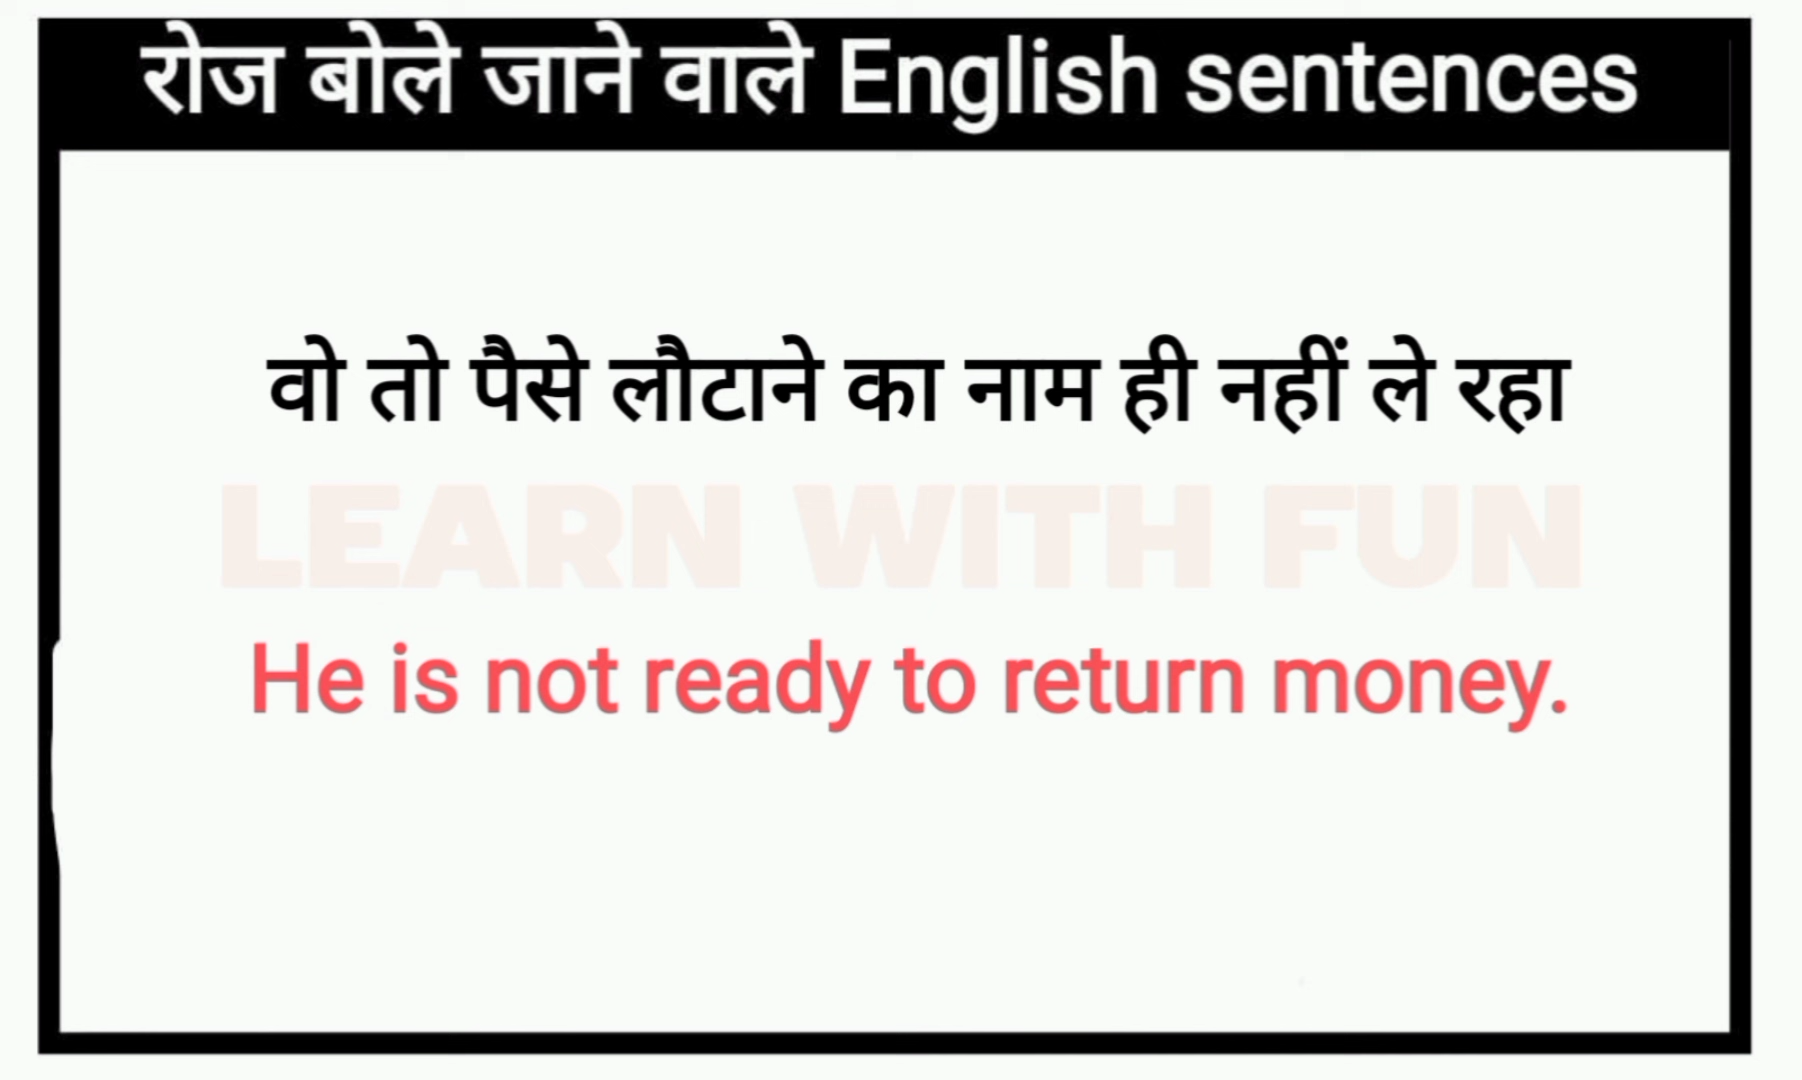 रोज बोले जाने वाले English sentences
वो तो पैसे लौटाने का नाम ही नहीं ले रहा
LEARN WITH FUN
He is not ready to return money.